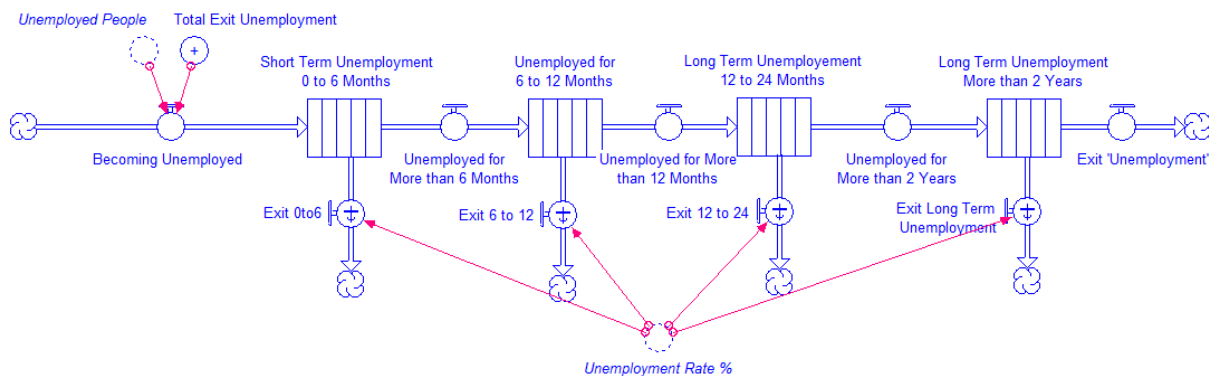 Unemployed People
Total Exit Unemployment
Short Term Unemployment
0 to 6 Months
Unemployed for
6 to 12 Months
Long Term Unemployement
12 to 24 Months
Long Term Unemployment
More than 2 Years
Becoming Unemployed
Unemployed for
More than 6 Months
Unemployed for More
than 12 Months
Unemployed for
More than 2 Years
Exit 'Unemployment'
Exit 0to6
Exit 6 to 12
Exit 12 to 24
Exit Long Term
Unemployment
Unemployment Rate %